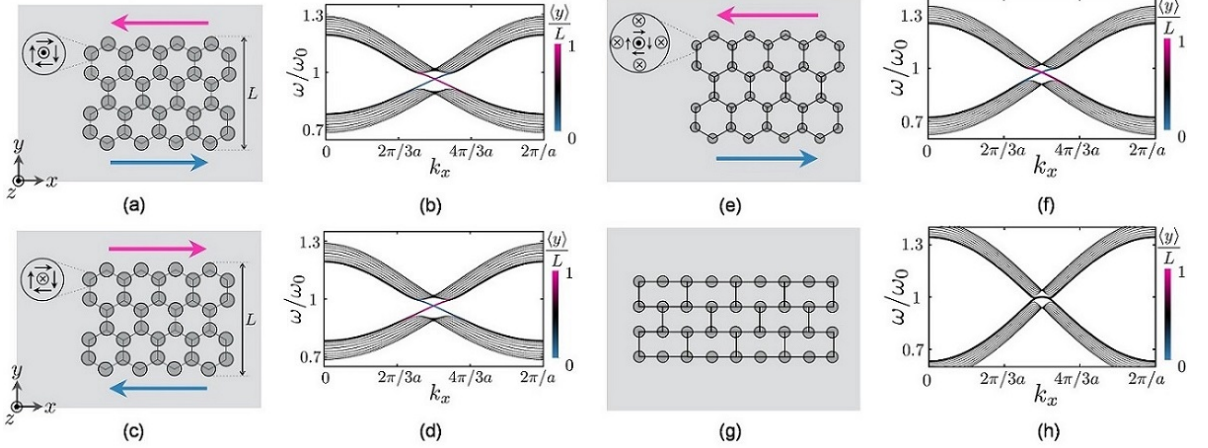 L
y
z
x
(a)
ω/ω₀
1.3
1
0.7
0
2π/3a
4π/3a
2π/a
kₓ
⟨y⟩
L
1
0
(b)
(e)
ω/ω₀
1.3
1
0.7
0
2π/3a
4π/3a
2π/a
kₓ
⟨y⟩
L
1
0
(f)
L
y
z
x
(c)
ω/ω₀
1.3
1
0.7
0
2π/3a
4π/3a
2π/a
kₓ
⟨y⟩
L
1
0
(d)
(g)
ω/ω₀
1.3
1
0.7
0
2π/3a
4π/3a
2π/a
kₓ
⟨y⟩
L
1
0
(h)